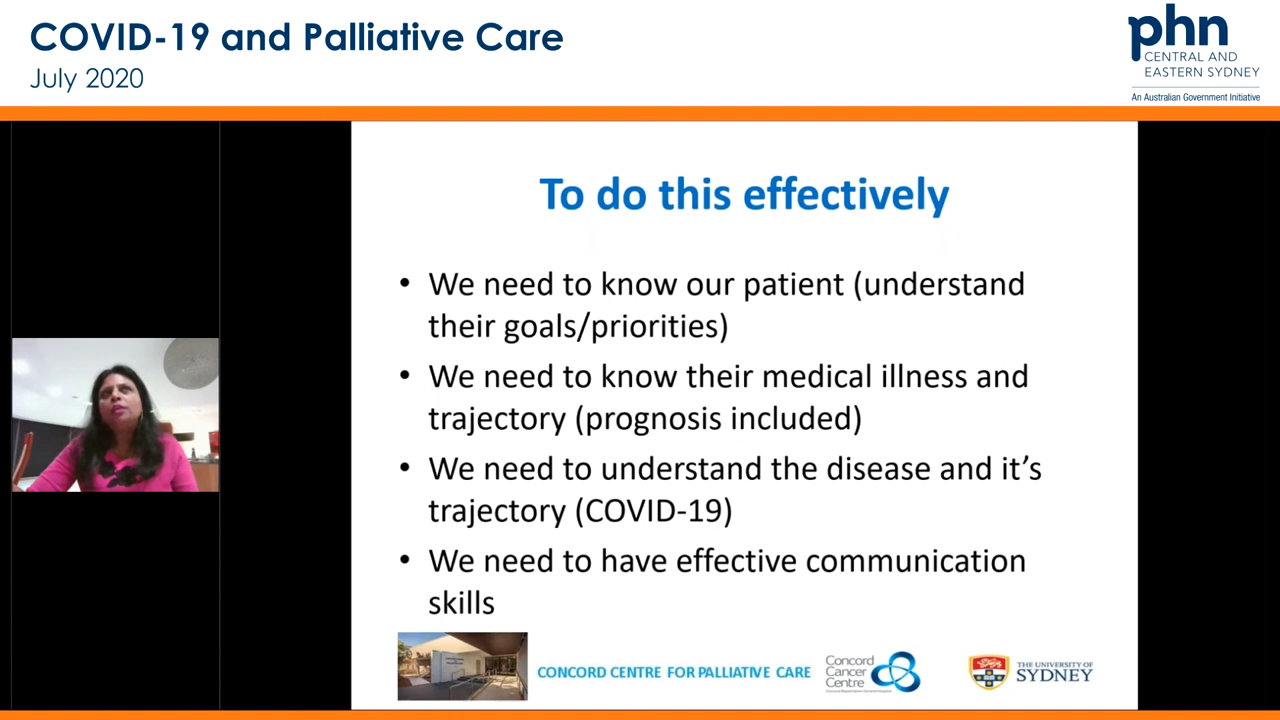 COVID-19 and Palliative Care
July 2020
phn
CENTRAL AND
EASTERN SYDNEY
An Australian Government Initiative
To do this effectively
• We need to know our patient (understand
their goals/priorities)
• We need to know their medical illness and
trajectory (prognosis included)
• We need to understand the disease and it’s
trajectory (COVID-19)
• We need to have effective communication
skills
CONCORD CENTRE FOR PALLIATIVE CARE
Concord
Cancer
Centre
THE UNIVERSITY OF
SYDNEY